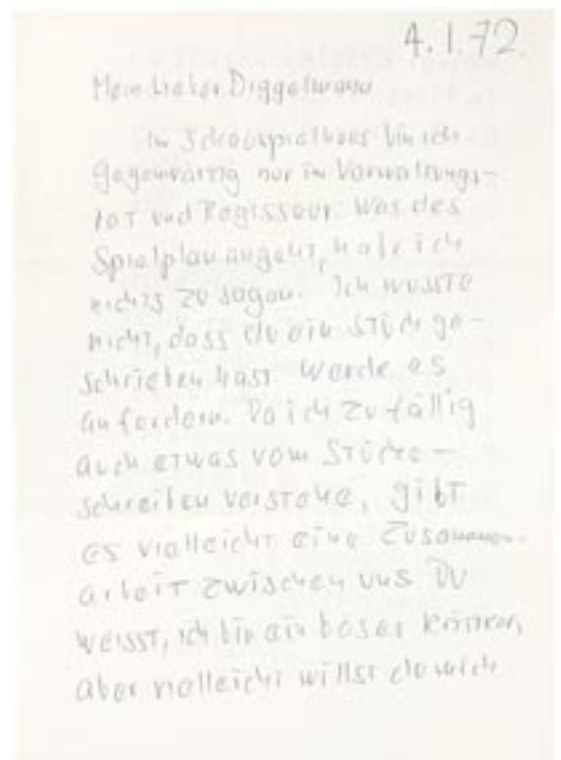 4.1.72.
Mein lieber Diggelmann
Im Schauspielhaus bin ich
gegenwärtig nur im Verwaltungs-
rat und Regisseur. Was des
Spielplan angeht, habe ich
nichts zu sagen. Ich wusste
nicht, dass du ein Stück ge-
schrieben hast. Werde es
anfordern. Da ich zufällig
auch etwas vom Stücke-
schreiben verstehe, gibt
es vielleicht eine Zusammen-
arbeit zwischen uns. Du
weisst, ich bin ein böser Kritiker,
aber vielleicht willst du mich